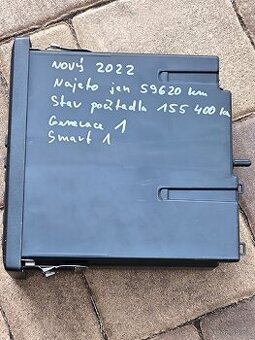 NOVÝ 2022
Najeto jen 59620 km
Stav počítadla 155 400 km
Generace 1
Smart 1